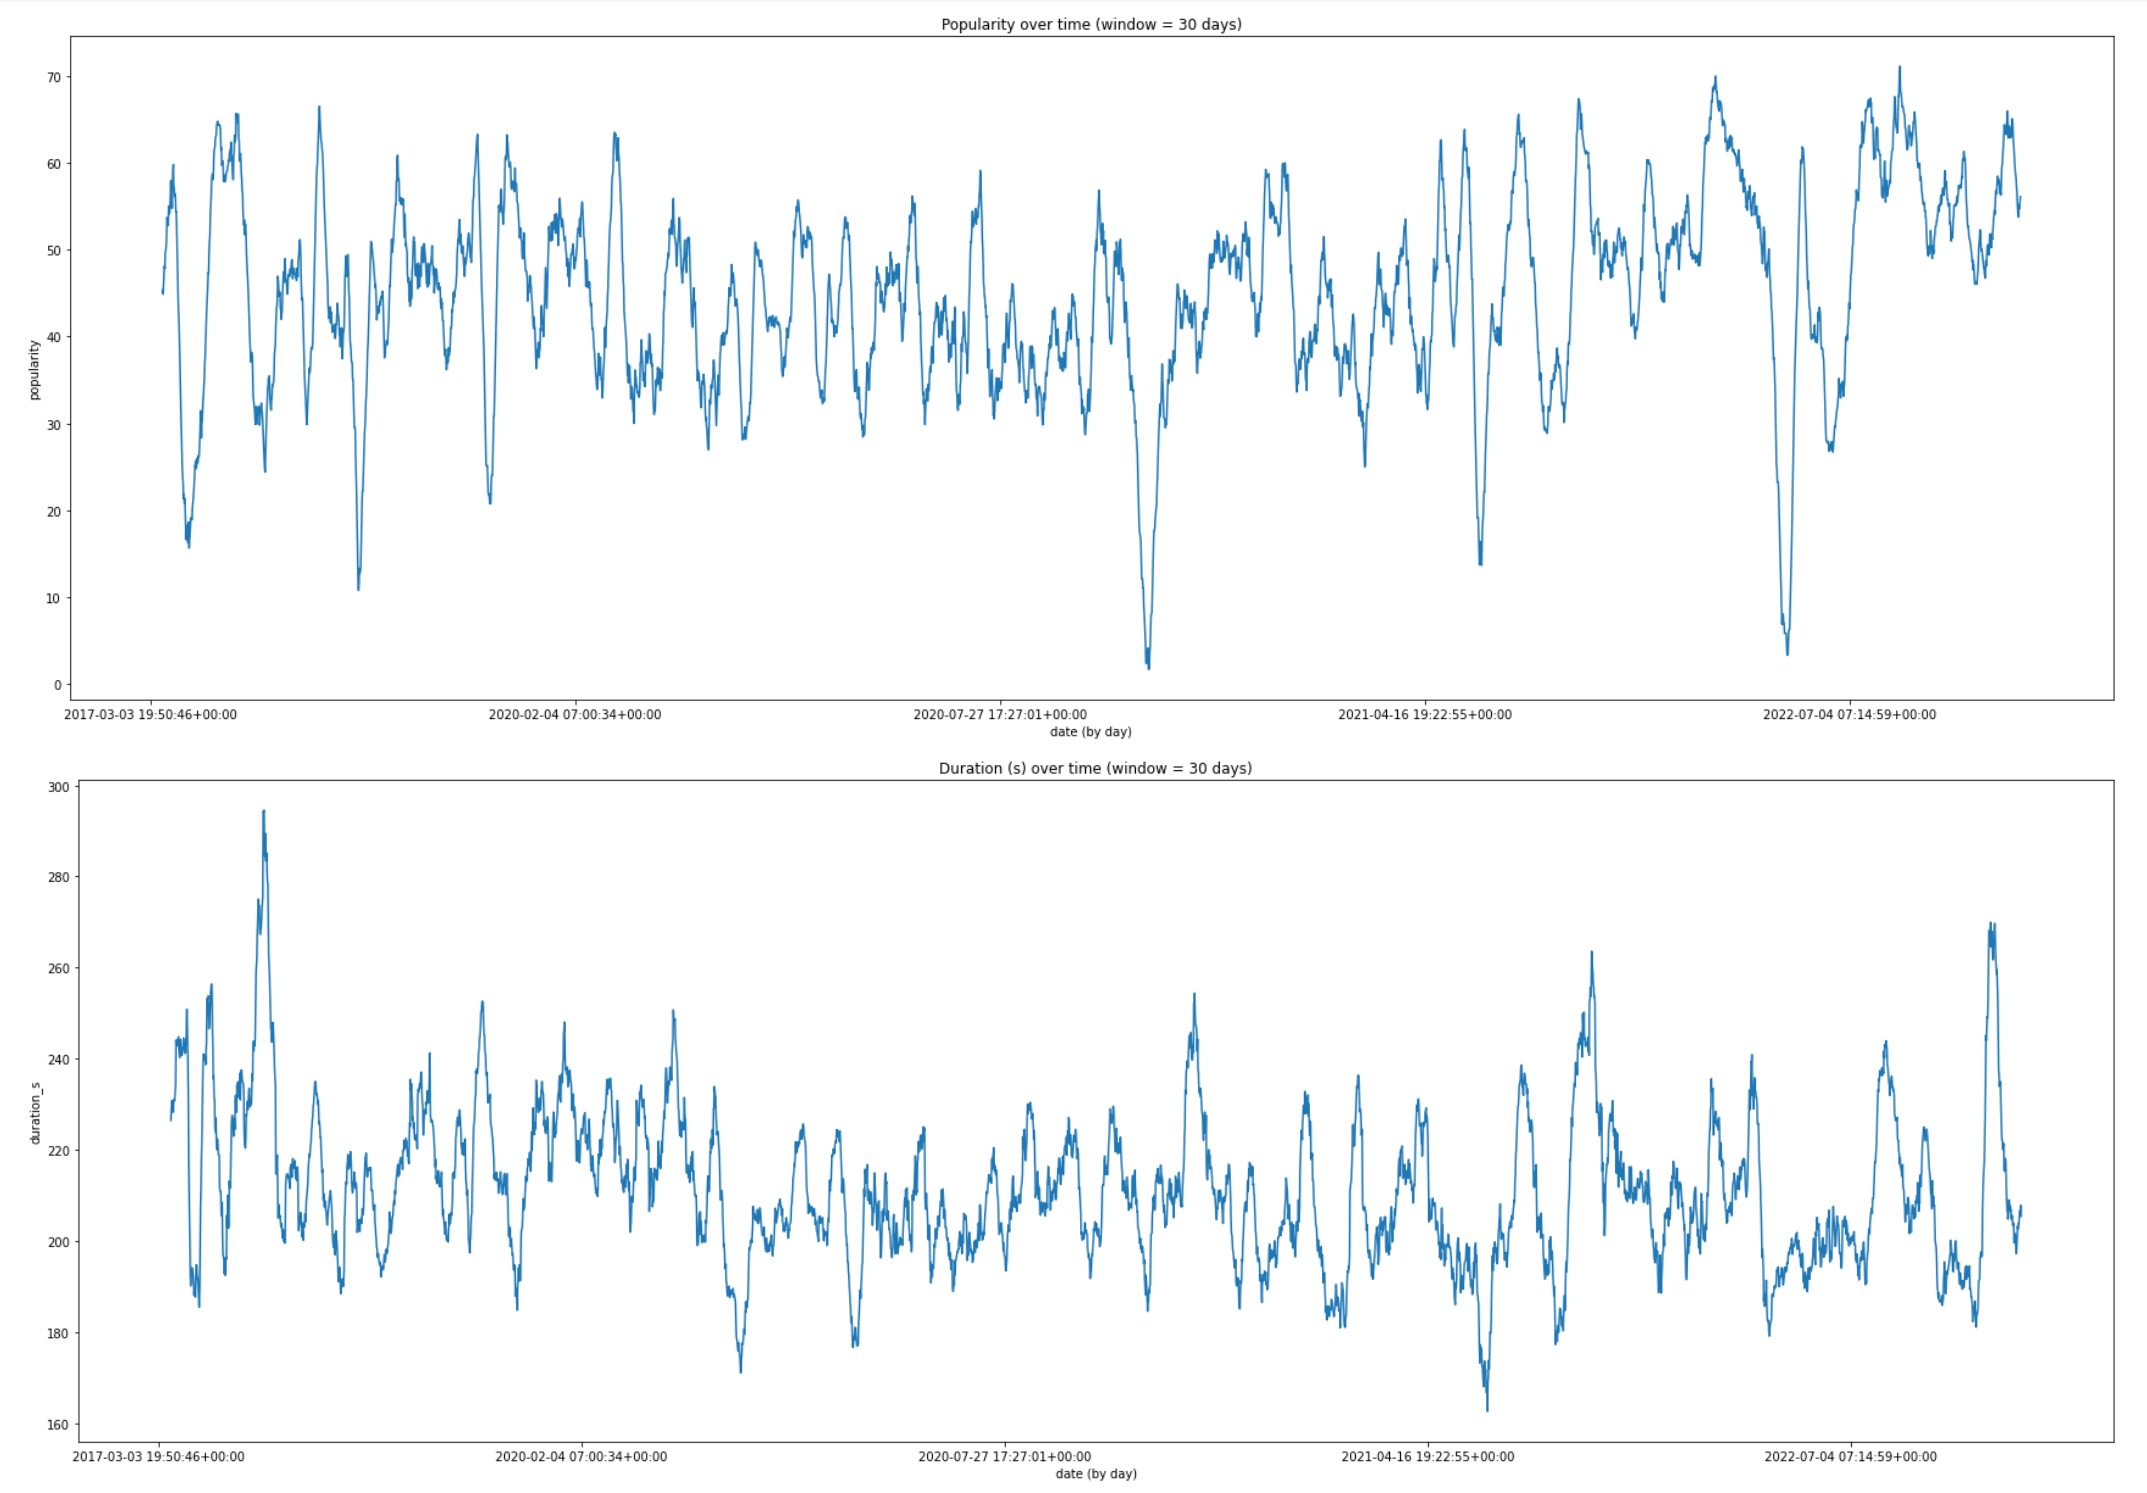 Popularity over time (window = 30 days)
70
60
50
40
30
20
10
0
popularity
2017-03-03 19:50:46+00:00 2020-02-04 07:00:34+00:00 2020-07-27 17:27:01+00:00 2021-04-16 19:22:55+00:00 2022-07-04 07:14:59+00:00
date (by day)
Duration (s) over time (window = 30 days)
300
280
260
240
220
200
180
160
duration_s
2017-03-03 19:50:46+00:00 2020-02-04 07:00:34+00:00 2020-07-27 17:27:01+00:00 2021-04-16 19:22:55+00:00 2022-07-04 07:14:59+00:00
date (by day)